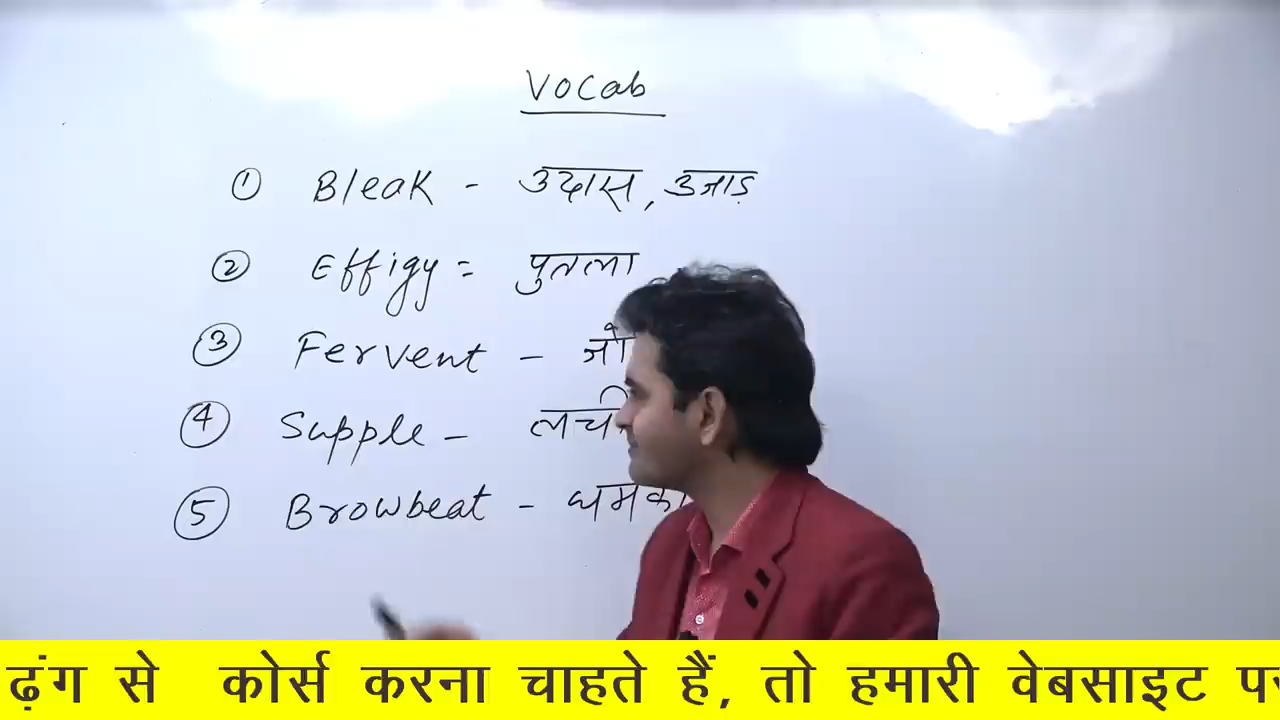 Vocab
① Bleak - उदास, उजाड़
② Effigy = पुतला
③ Fervent -
④ Supple -
⑤ Browbeat -
ढ़ंग से कोर्स करना चाहते हैं, तो हमारी वेबसाइट